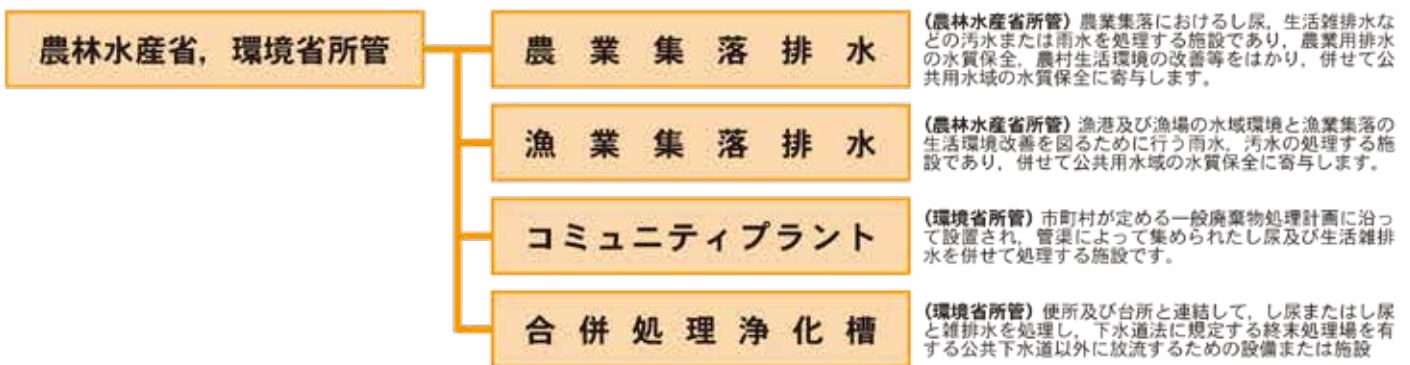 農林水産省，環境省所管
農業集落排水
(農林水産省所管) 農業集落におけるし尿，生活雑排水な
どの汚水または雨水を処理する施設であり，農業用排水
の水質保全，農村生活環境の改善等をはかり，併せて公
共用水域の水質保全に寄与します。
漁業集落排水
(農林水産省所管) 漁港及び漁場の水域環境と漁業集落の
生活環境改善を図るために行う雨水，汚水の処理する施
設であり，併せて公共用水域の水質保全に寄与します。
コミュニティプラント
(環境省所管) 市町村が定める一般廃棄物処理計画に沿っ
て設置され，管渠によって集められたし尿及び生活雑排
水を併せて処理する施設です。
合併処理浄化槽
(環境省所管) 便所及び台所と連結して，し尿またはし尿
と雑排水を処理し，下水道法に規定する終末処理場を有
する公共下水道以外に放流するための設備または施設